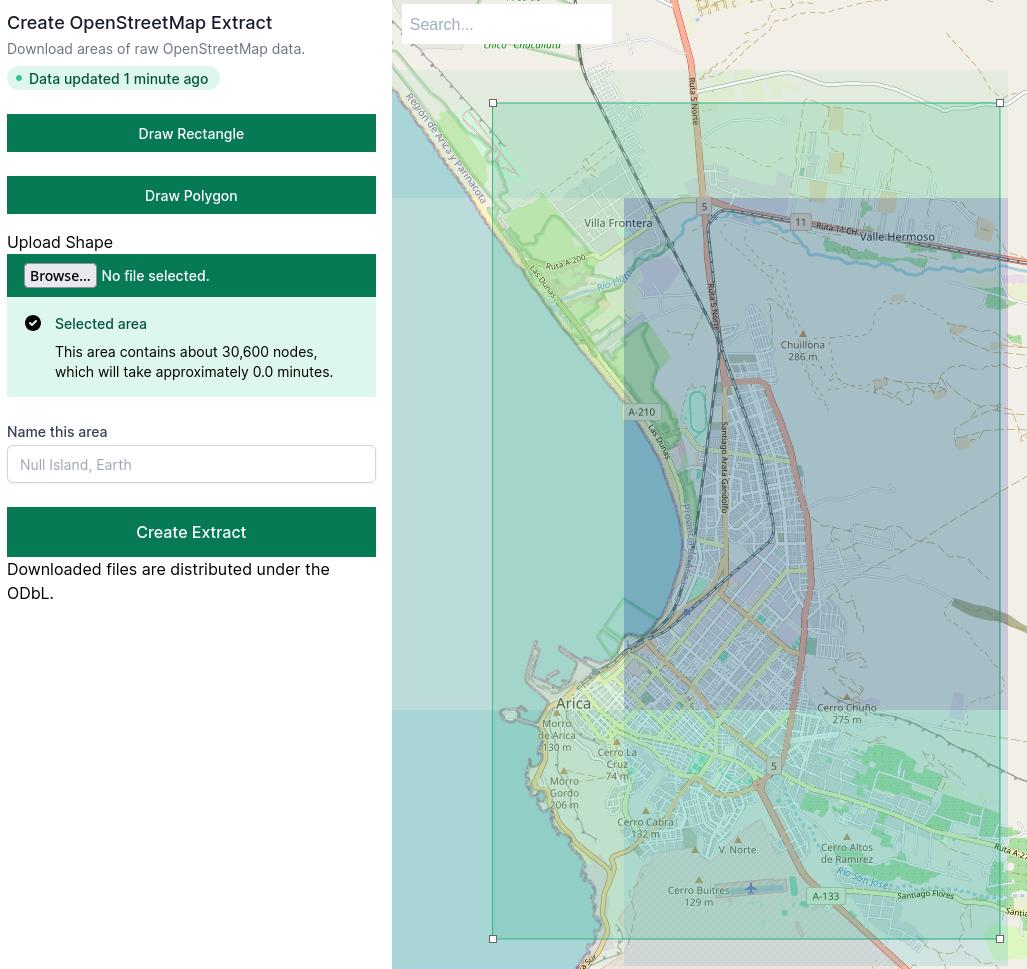 Create OpenStreetMap Extract
Download areas of raw OpenStreetMap data.
Data updated 1 minute ago
Draw Rectangle
Draw Polygon
Upload Shape
Browse... No file selected.
Selected area
This area contains about 30,600 nodes,
which will take approximately 0.0 minutes.
Name this area
Null Island, Earth
Create Extract
Downloaded files are distributed under the
ODbL.
Search...
chico "Chacalluta"
Ruta 5 Norte
Región de Arica y Parinacota
5
Villa Frontera
11
Ruta 11-CH
Valle Hermoso
Ruta A-200
Las Dunas
Río Lluta
Ruta 5 Norte
Chuillona
286 m
A-210
Las Dunas
Santiago Arata Gandolfo
Arica
Morro
de Arica
130 m
Cerro Chuño
275 m
Cerro La
Cruz
74 m
5
Morro
Gordo
206 m
Cerro Cabra
132 m
V. Norte
Cerro Altos
de Ramírez
Ruta A-27
Río San José
Cerro Buitres
129 m
A-133
Santiago Flores